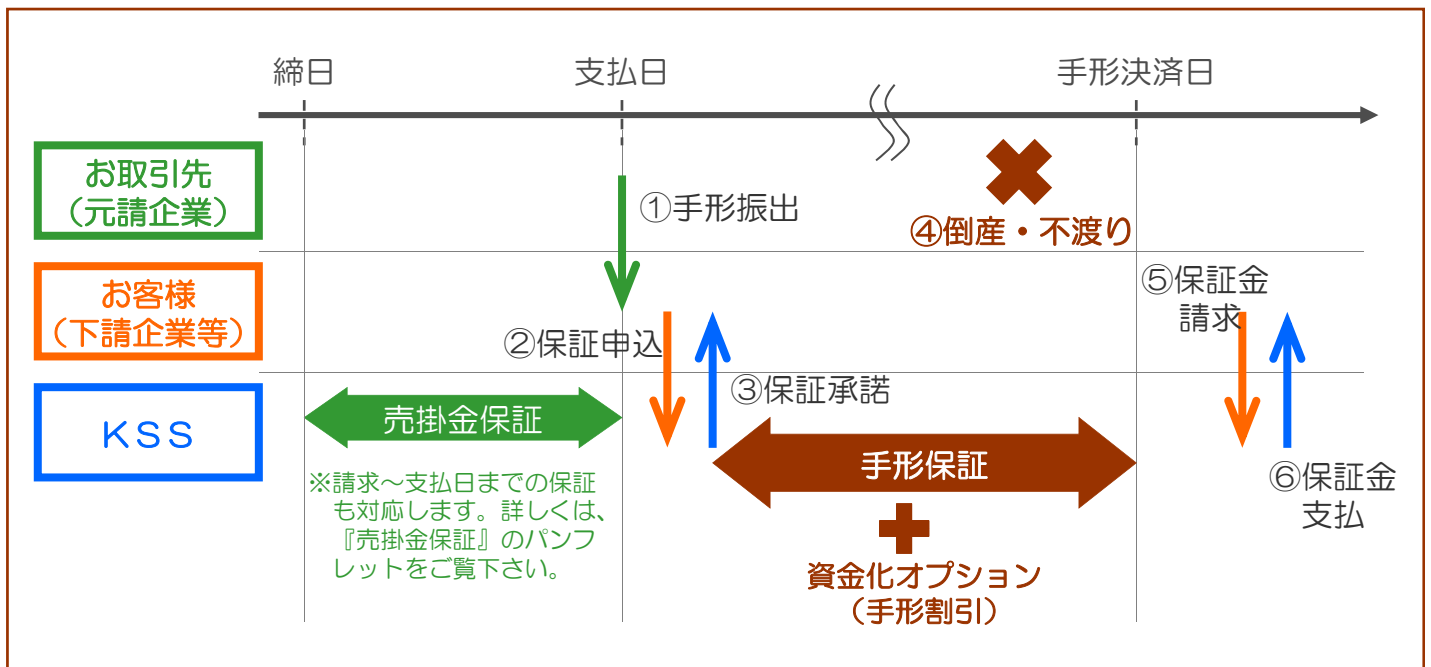 締日
支払日
手形決済日
お取引先
（元請企業）
①手形振出
④倒産・不渡り
お客様
（下請企業等）
②保証申込
⑤保証金
請求
KSS
売掛金保証
③保証承諾
手形保証
※請求～支払日までの保証
も対応します。詳しくは、
『売掛金保証』のパンフ
レットをご覧下さい。
資金化オプション
（手形割引）
⑥保証金
支払